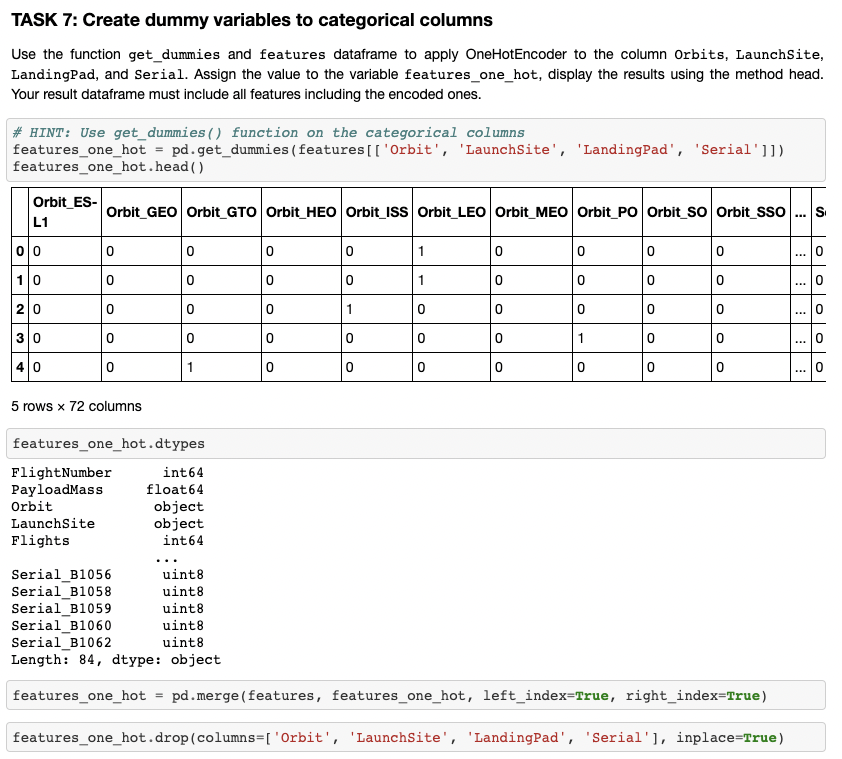 TASK 7: Create dummy variables to categorical columns
Use the function get_dummies and features dataframe to apply OneHotEncoder to the column Orbits, LaunchSite,
LandingPad, and Serial. Assign the value to the variable features_one_hot, display the results using the method head.
Your result dataframe must include all features including the encoded ones.
# HINT: Use get_dummies() function on the categorical columns
features_one_hot = pd.get_dummies(features[['Orbit', 'LaunchSite', 'LandingPad', 'Serial']])
features_one_hot.head()
Orbit_ES-L1 Orbit_GEO Orbit_GTO Orbit_HEO Orbit_ISS Orbit_LEO Orbit_MEO Orbit_PO Orbit_SO Orbit_SSO ...
0 0 0 0 0 0 1 0 0 0 0 ... 0
1 0 0 0 0 0 1 0 0 0 0 ... 0
2 0 0 0 0 1 0 0 0 0 0 ... 0
3 0 0 0 0 0 0 0 1 0 0 ... 0
4 0 0 1 0 0 0 0 0 0 0 ... 0
5 rows × 72 columns
features_one_hot.dtypes
FlightNumber int64
PayloadMass float64
Orbit object
LaunchSite object
Flights int64
...
Serial_B1056 uint8
Serial_B1058 uint8
Serial_B1059 uint8
Serial_B1060 uint8
Serial_B1062 uint8
Length: 84, dtype: object
features_one_hot = pd.merge(features, features_one_hot, left_index=True, right_index=True)
features_one_hot.drop(columns=['Orbit', 'LaunchSite', 'LandingPad', 'Serial'], inplace=True)